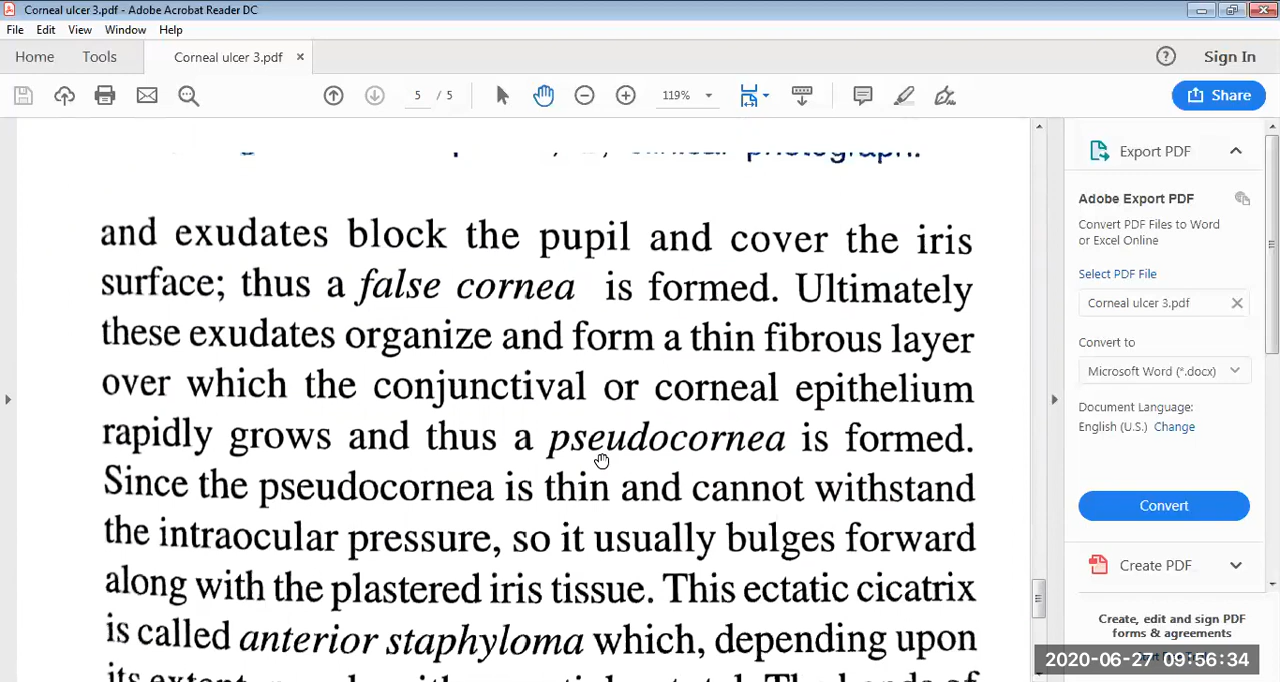 Corneal ulcer 3.pdf - Adobe Acrobat Reader DC
File Edit View Window Help
Home Tools Corneal ulcer 3.pdf × Sign In
5 / 5 119% Share
clinical photograph.
and exudates block the pupil and cover the iris
surface; thus a false cornea is formed. Ultimately
these exudates organize and form a thin fibrous layer
over which the conjunctival or corneal epithelium
rapidly grows and thus a pseudocornea is formed.
Since the pseudocornea is thin and cannot withstand
the intraocular pressure, so it usually bulges forward
along with the plastered iris tissue. This ectatic cicatrix
is called anterior staphyloma which, depending upon
Export PDF
Adobe Export PDF
Convert PDF Files to Word
or Excel Online
Select PDF File
Corneal ulcer 3.pdf
Convert to
Microsoft Word (*.docx)
Document Language:
English (U.S.) Change
Convert
Create PDF
Create, edit and sign PDF
forms & agreements
2020-06-27 09:56:34